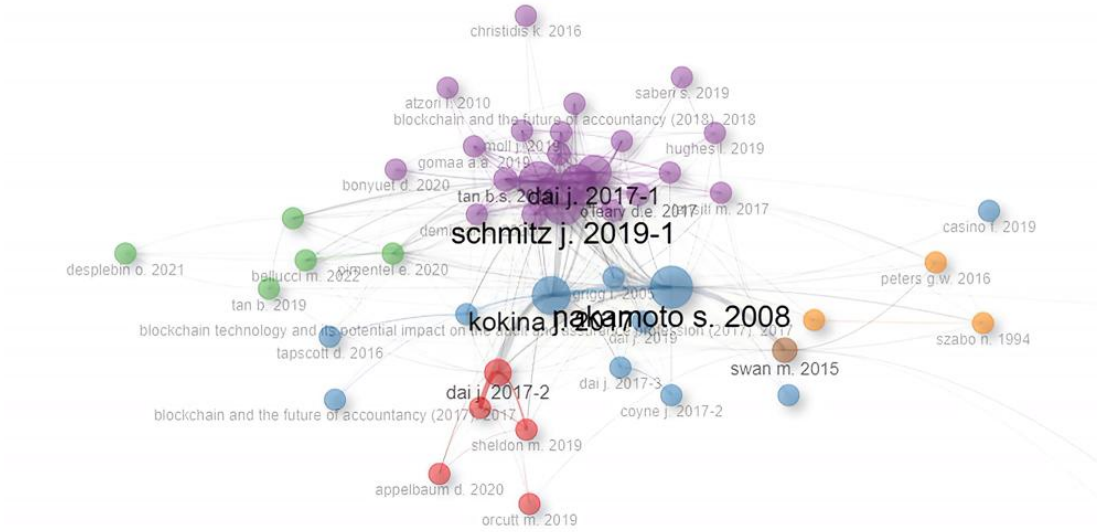 christidis k. 2016
saberi s. 2019
atzori l. 2010
blockchain and the future of accountancy (2018) 2018
moll j. 2019
hughes l. 2019
gomaa a.a. 2019
bonyuet d. 2020
tan b.s.
dai j. 2017-1
o'leary d.e. 2017
m. 2017
casino f. 2019
schmitz j. 2019-1
desplebin o. 2021
bellucci m. 2022
pimentel e. 2020
peters g.w. 2016
tan b. 2019
grigg i. 2005
kokina j. 2017
nakamoto s. 2008
blockchain technology and its potential impact on the audit and assurance profession (2017). 2017
dai j. 2019
szabo n. 1994
tapscott d. 2016
swan m. 2015
dai j. 2017-2
dai j. 2017-3
blockchain and the future of accountancy (2017) 2017
coyne j. 2017-2
sheldon m. 2019
appelbaum d. 2020
orcutt m. 2019